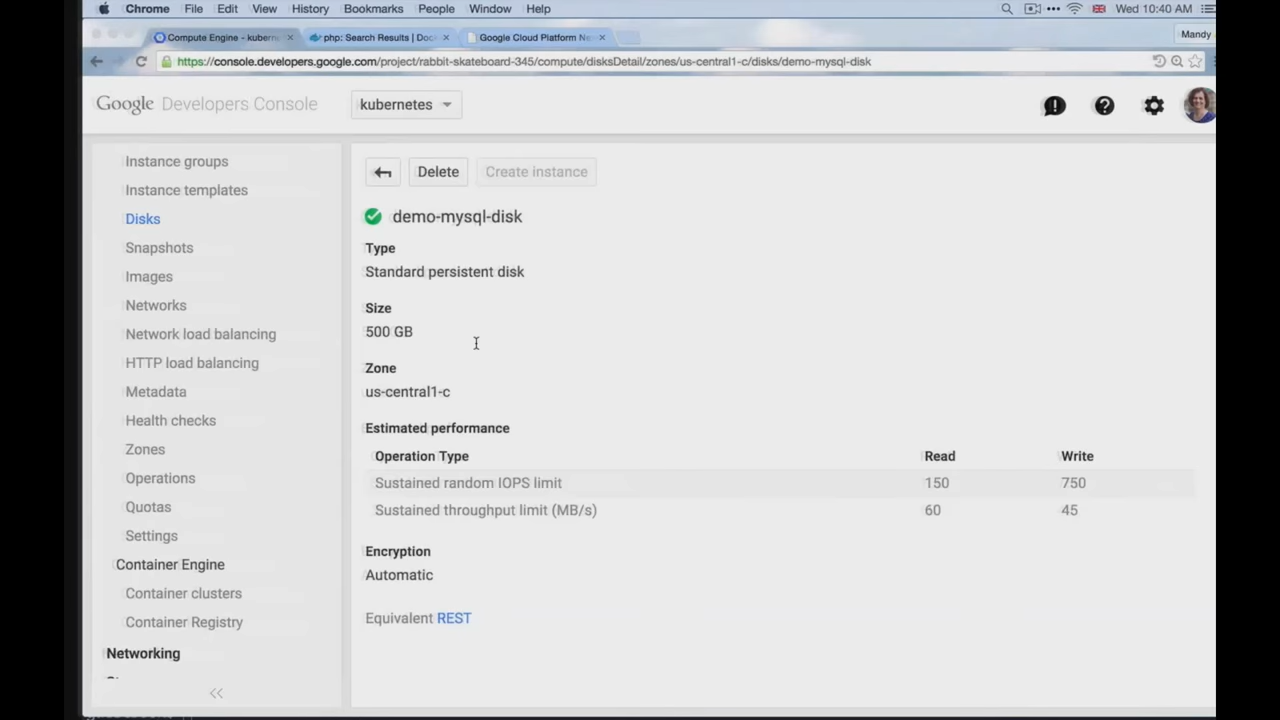 Chrome File Edit View History Bookmarks People Window Help Wed 10:40 AM
Compute Engine - kuberne php: Search Results | Doc Google Cloud Platform Ne Mandy
https://console.developers.google.com/project/rabbit-skateboard-345/compute/disksDetail/zones/us-central1-c/disks/demo-mysql-disk
Google Developers Console kubernetes
Instance groups
Instance templates
Disks
Snapshots
Images
Networks
Network load balancing
HTTP load balancing
Metadata
Health checks
Zones
Operations
Quotas
Settings
Container Engine
Container clusters
Container Registry
Networking
Delete Create instance
demo-mysql-disk
Type
Standard persistent disk
Size
500 GB
Zone
us-central1-c
Estimated performance
Operation Type Read Write
Sustained random IOPS limit 150 750
Sustained throughput limit (MB/s) 60 45
Encryption
Automatic
Equivalent REST